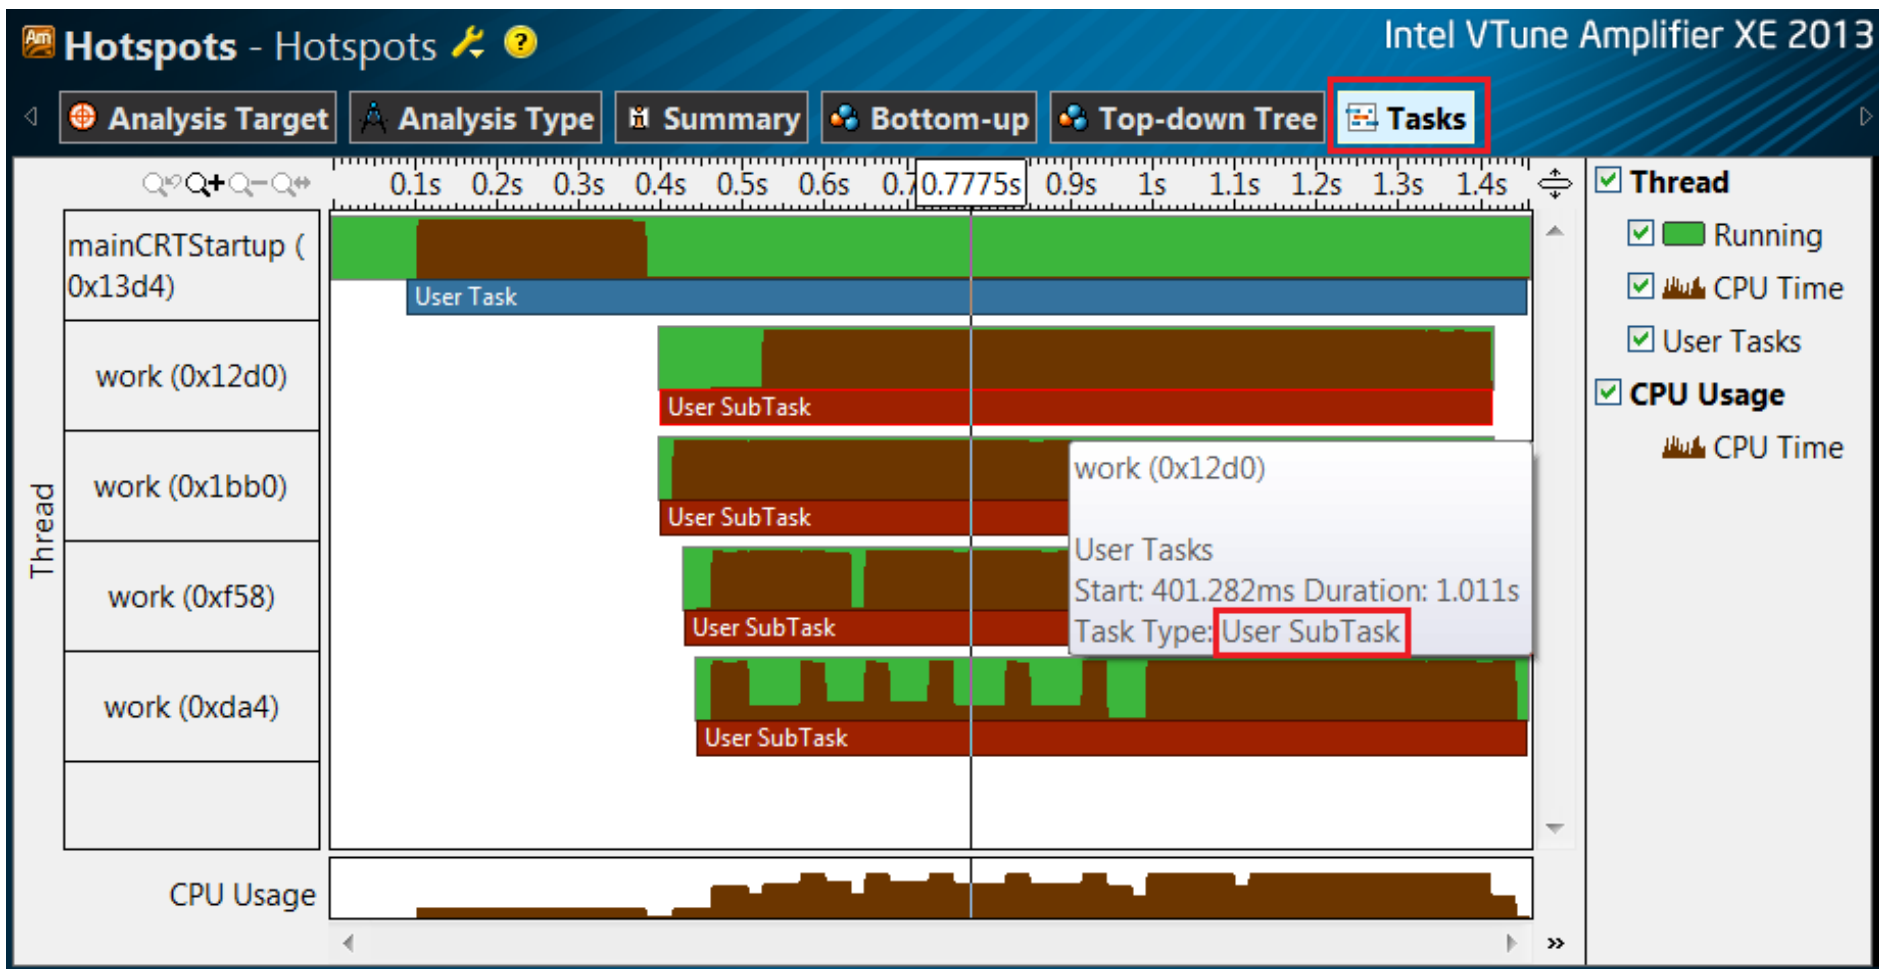 Intel VTune Amplifier XE 2013
Am Hotspots - Hotspots ?
Analysis Target Analysis Type Summary Bottom-up Top-down Tree Tasks
0.1s 0.2s 0.3s 0.4s 0.5s 0.6s 0.7 0.7775s 0.9s 1s 1.1s 1.2s 1.3s 1.4s
Thread
mainCRTStartup (
0x13d4)
User Task
work (0x12d0)
User SubTask
work (0x1bb0)
User SubTask
work (0xf58)
User SubTask
work (0xda4)
User SubTask
work (0x12d0)
User Tasks
Start: 401.282ms Duration: 1.011s
Task Type: User SubTask
CPU Usage
»
Thread
Running
CPU Time
User Tasks
CPU Usage
CPU Time